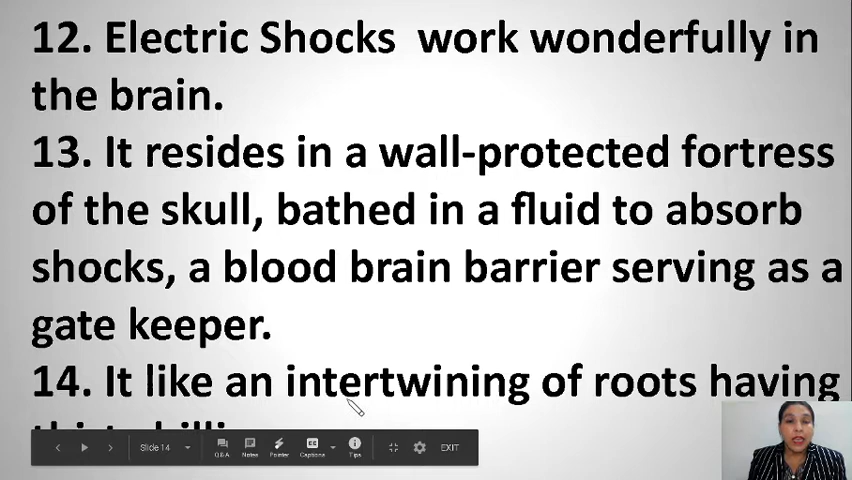 12. Electric Shocks work wonderfully in
the brain.
13. It resides in a wall-protected fortress
of the skull, bathed in a fluid to absorb
shocks, a blood brain barrier serving as a
gate keeper.
14. It like an intertwining of roots having
Slide 14
Q&A Notes Pointer Captions Tips
EXIT